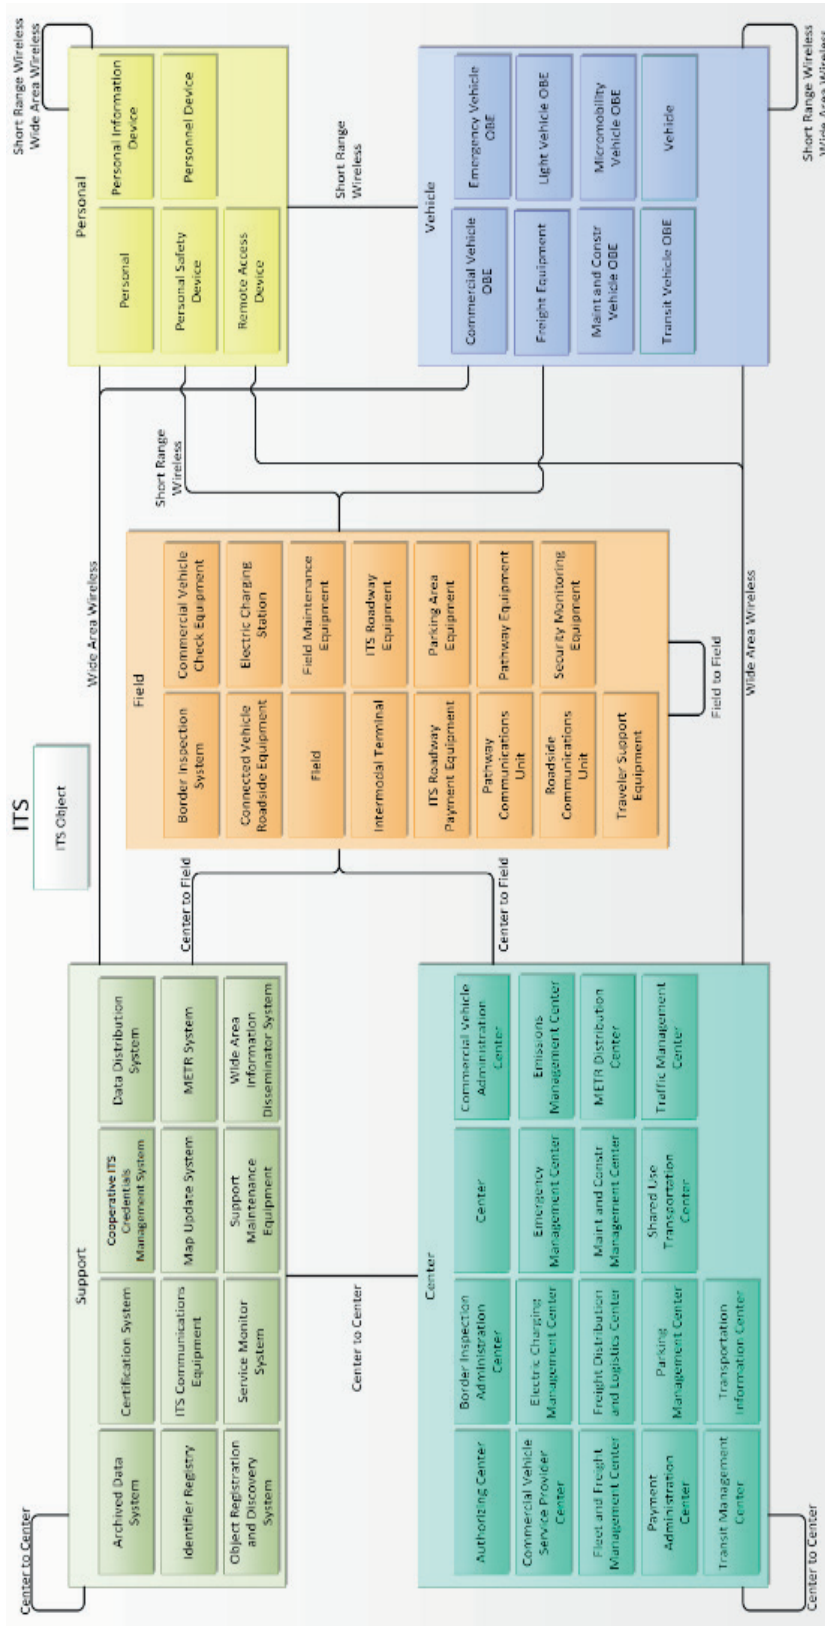 ITS
ITS Object
Support
Archived Data
System
Certification System
Cooperative ITS
Credentials
Management System
Data Distribution
System
Identifier Registry
ITS Communications
Equipment
Map Update System
METR System
Object Registration
and Discovery
System
Service Monitor
System
Support
Maintenance
Equipment
Wide Area
Information
Disseminator System
Center to Center
Center to Center
Center to Center
Center
Authorizing Center
Border Inspection
Administration
Center
Center
Commercial Vehicle
Administration
Center
Commercial Vehicle
Service Provider
Center
Electric Charging
Management Center
Emergency
Management Center
Emissions
Management Center
Fleet and Freight
Management Center
Freight Distribution
and Logistics Center
Maint and Constr
Management Center
METR Distribution
Center
Payment
Administration
Center
Parking
Management Center
Shared Use
Transportation
Center
Traffic Management
Center
Transit Management
Center
Transportation
Information Center
Center to Field
Center to Field
Wide Area Wireless
Wide Area Wireless
Field
Border Inspection
System
Commercial Vehicle
Check Equipment
Connected Vehicle
Roadside Equipment
Electric Charging
Station
Field
Field Maintenance
Equipment
Intermodal Terminal
ITS Roadway
Equipment
ITS Roadway
Payment Equipment
Parking Area
Equipment
Pathway
Communications
Unit
Pathway Equipment
Roadside
Communications
Unit
Security Monitoring
Equipment
Traveler Support
Equipment
Field to Field
Short Range
Wireless
Personal
Personal
Personal Information
Device
Personal Safety
Device
Personnel Device
Remote Access
Device
Short Range Wireless
Wide Area Wireless
Short Range
Wireless
Vehicle
Commercial Vehicle
OBE
Emergency Vehicle
OBE
Freight Equipment
Light Vehicle OBE
Maint and Constr
Vehicle OBE
Micromobility
Vehicle OBE
Transit Vehicle OBE
Vehicle
Short Range Wireless
Wide Area Wireless